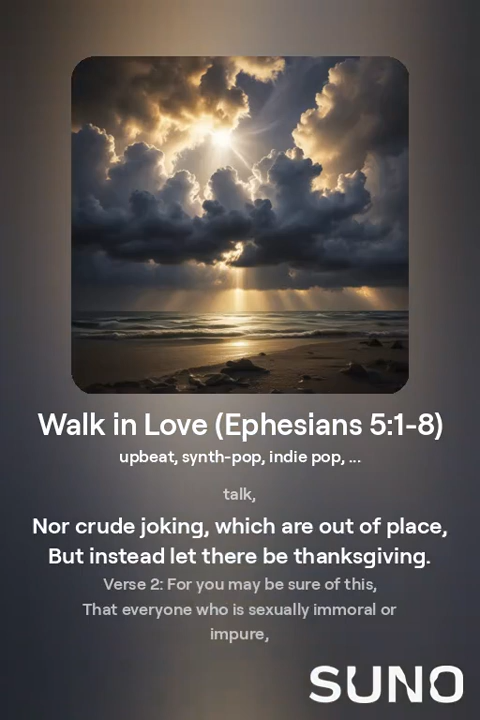 Walk in Love (Ephesians 5:1-8)
upbeat, synth-pop, indie pop, ...
talk,
Nor crude joking, which are out of place,
But instead let there be thanksgiving.
Verse 2: For you may be sure of this,
That everyone who is sexually immoral or
impure,
SUNO